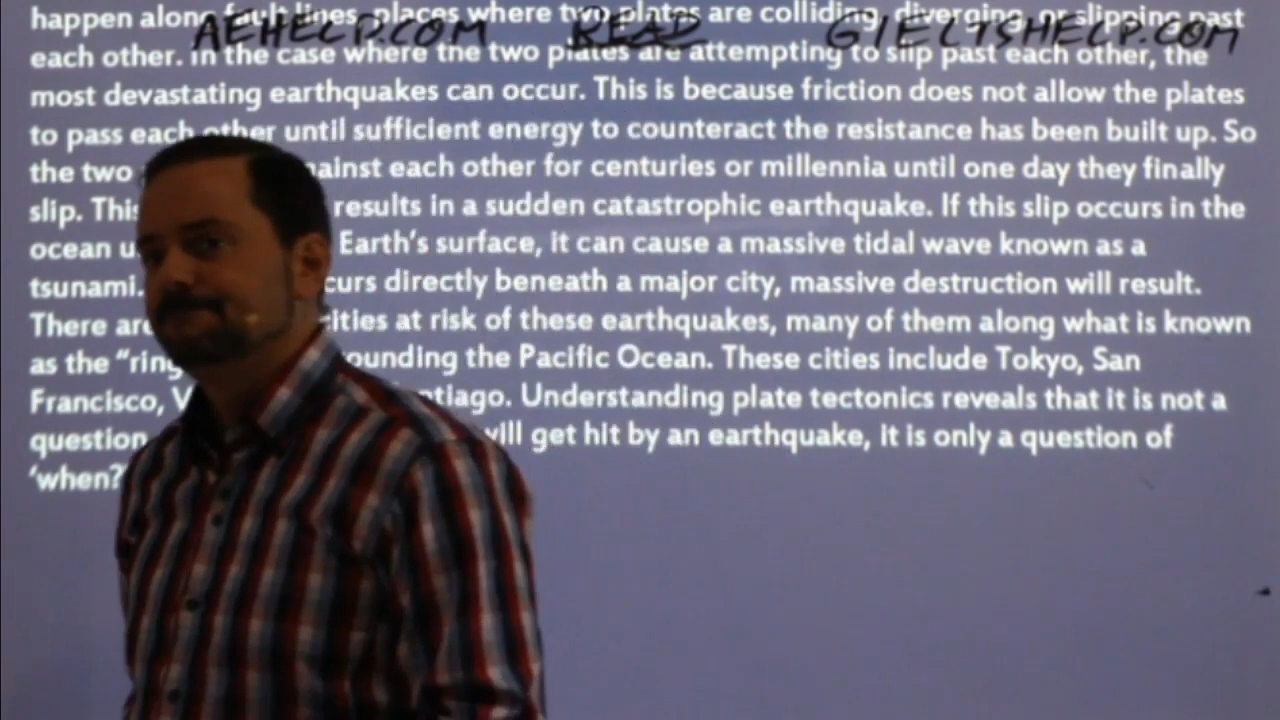 AEHELP.COM READ GIELTSHELP.COM
happen along fault lines, places where two plates are colliding, diverging, or slipping past
each other. In the case where the two plates are attempting to slip past each other, the
most devastating earthquakes can occur. This is because friction does not allow the plates
to pass each other until sufficient energy to counteract the resistance has been built up. So
the two against each other for centuries or millennia until one day they finally
slip. This results in a sudden catastrophic earthquake. If this slip occurs in the
ocean Earth's surface, it can cause a massive tidal wave known as a
tsunami. occurs directly beneath a major city, massive destruction will result.
There are cities at risk of these earthquakes, many of them along what is known
as the "ring surrounding the Pacific Ocean. These cities include Tokyo, San
Francisco, Santiago. Understanding plate tectonics reveals that it is not a
question will get hit by an earthquake, it is only a question of
'when?'